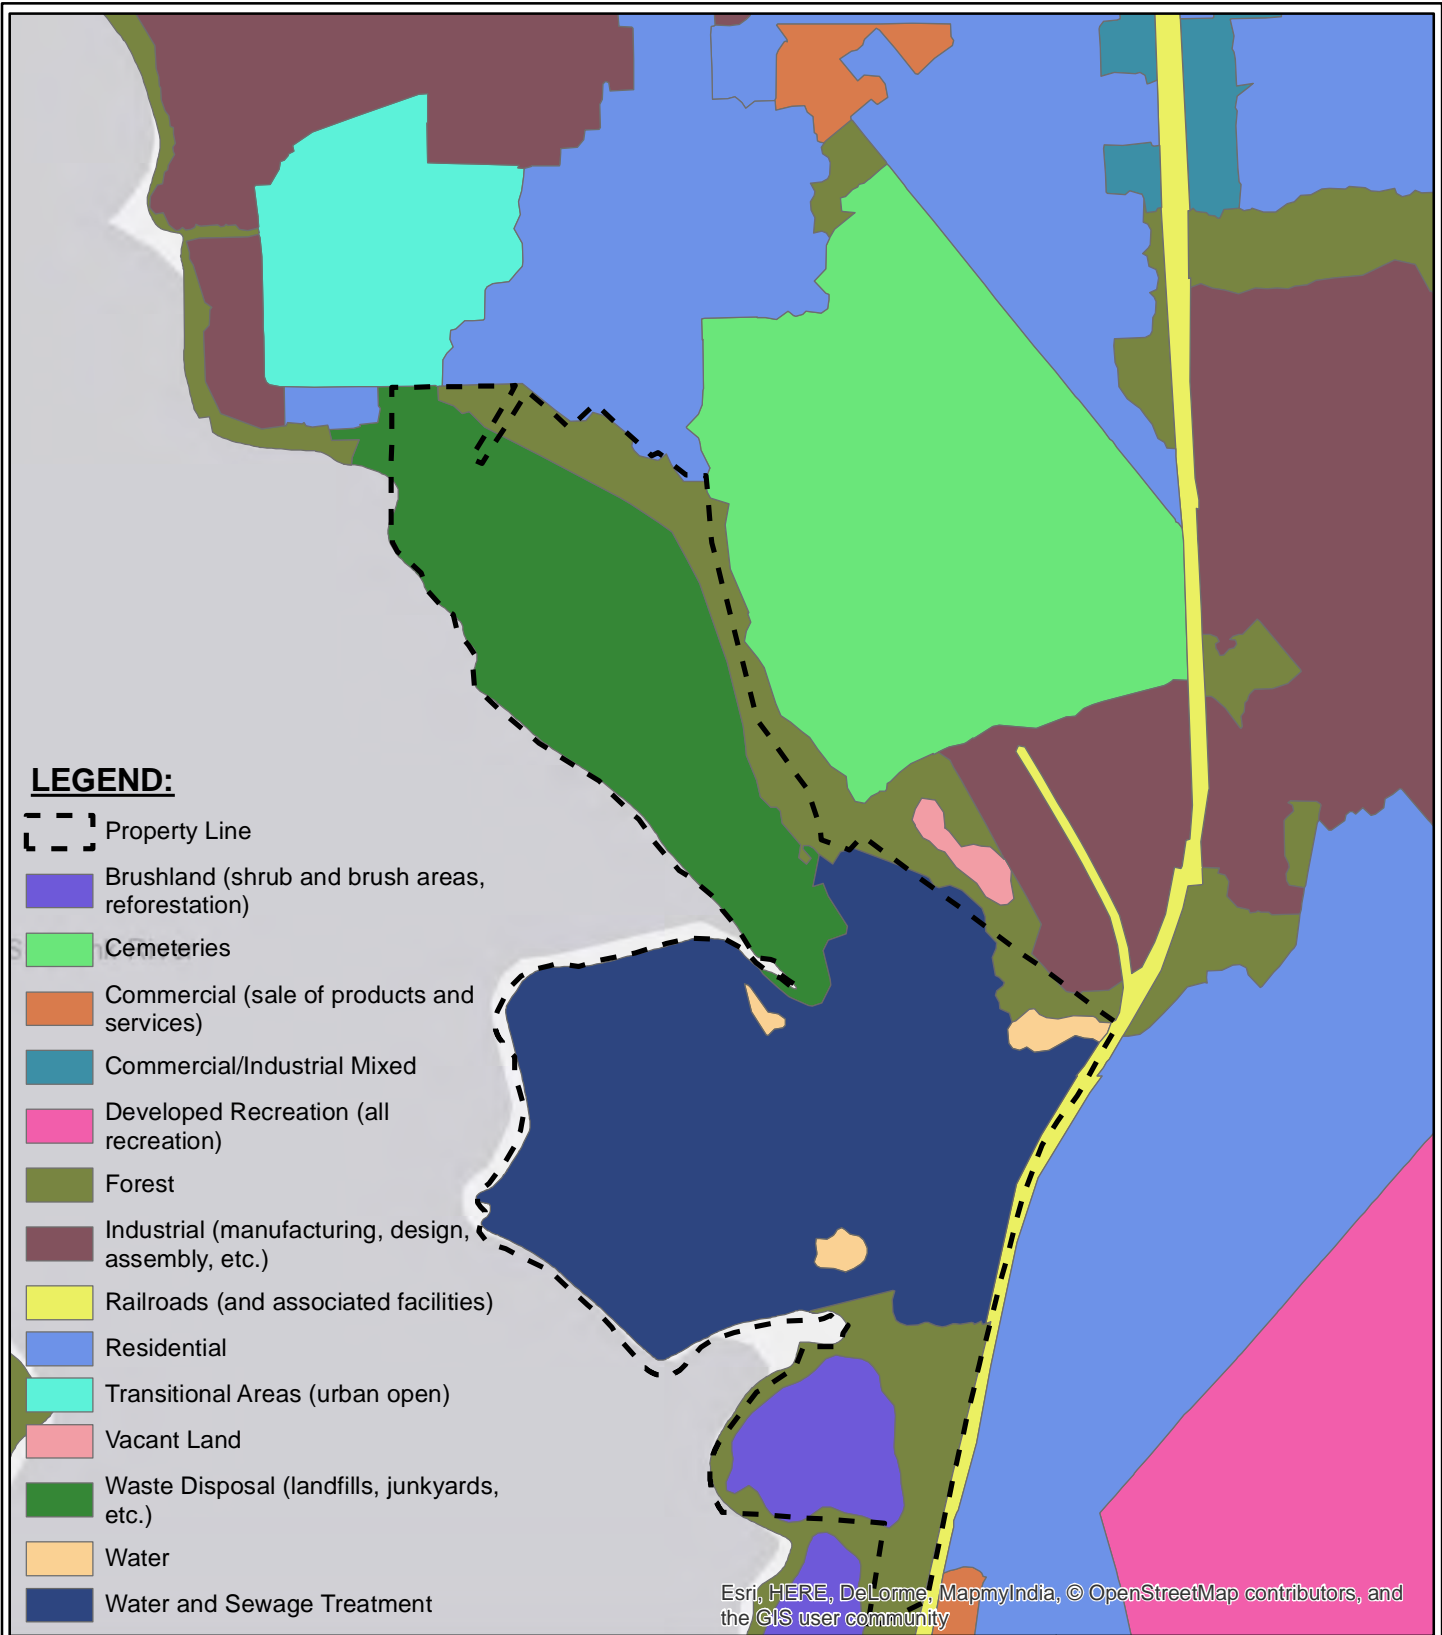 LEGEND:
Property Line
Brushland (shrub and brush areas,
reforestation)
Cemeteries
Commercial (sale of products and
services)
Commercial/Industrial Mixed
Developed Recreation (all
recreation)
Forest
Industrial (manufacturing, design,
assembly, etc.)
Railroads (and associated facilities)
Residential
Transitional Areas (urban open)
Vacant Land
Waste Disposal (landfills, junkyards,
etc.)
Water
Water and Sewage Treatment
Esri, HERE, DeLorme, MapmyIndia, © OpenStreetMap contributors, and
the GIS user community